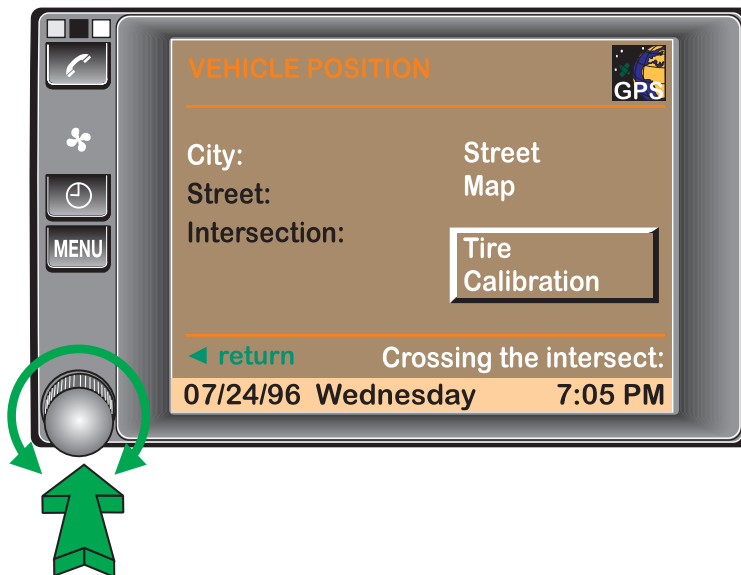 VEHICLE POSITION
GPS
City:
Street:
Intersection:
Street
Map
Tire
Calibration
MENU
◄ return
Crossing the intersect:
07/24/96 Wednesday 7:05 PM